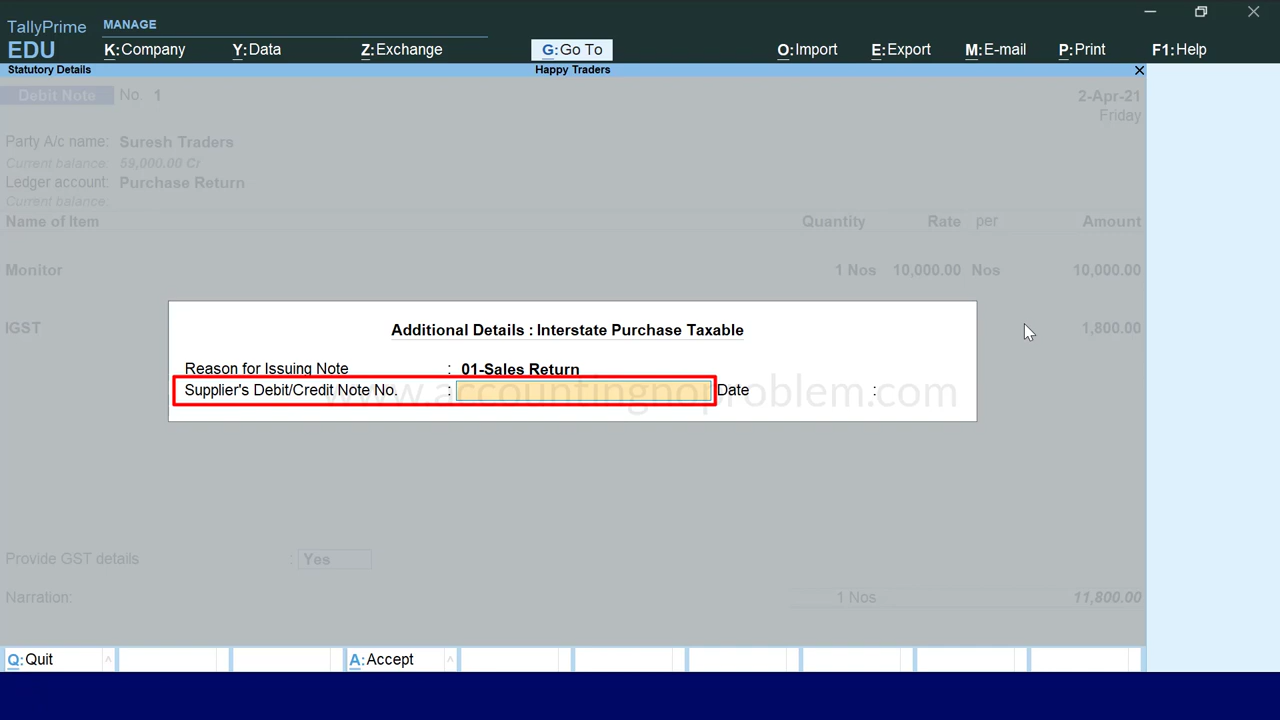 TallyPrime MANAGE
EDU K:Company Y:Data Z:Exchange G:Go To O:Import E:Export M:E-mail P:Print F1:Help
Statutory Details Happy Traders
Debit Note No. 1 2-Apr-21
Friday
Party A/c name: Suresh Traders
Current balance: 59,000.00 Cr
Ledger account: Purchase Return
Current balance:
Name of Item Quantity Rate per Amount
Monitor 1 Nos 10,000.00 Nos 10,000.00
IGST 1,800.00
Additional Details : Interstate Purchase Taxable
Reason for Issuing Note : 01-Sales Return
Supplier's Debit/Credit Note No. : Date :
www.accountingnoproblem.com
Provide GST details : Yes
Narration: 1 Nos 11,800.00
Q:Quit A:Accept